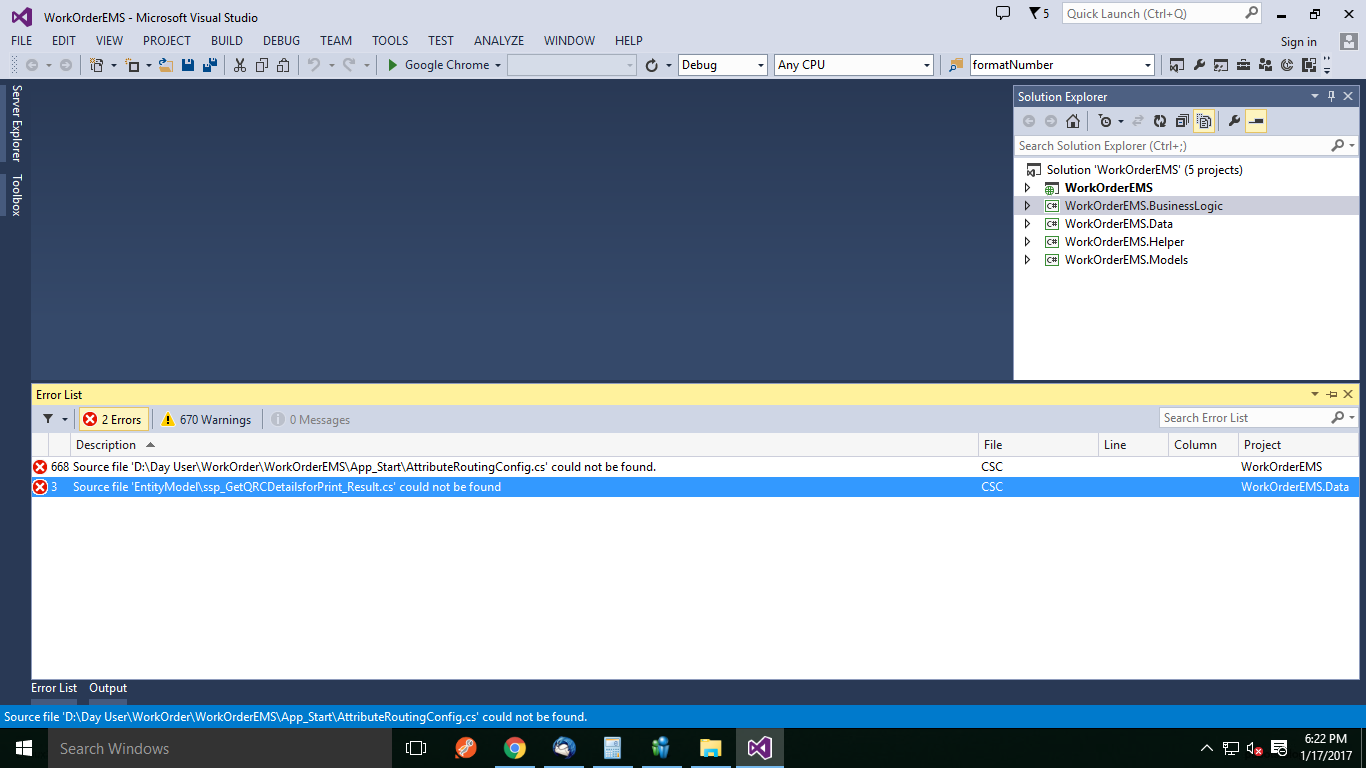 WorkOrderEMS - Microsoft Visual Studio
5
Quick Launch (Ctrl+Q)
FILE EDIT VIEW PROJECT BUILD DEBUG TEAM TOOLS TEST ANALYZE WINDOW HELP
Sign in
Google Chrome
Debug
Any CPU
formatNumber
Server Explorer
Toolbox
Solution Explorer
Search Solution Explorer (Ctrl+;)
Solution 'WorkOrderEMS' (5 projects)
WorkOrderEMS
C# WorkOrderEMS.BusinessLogic
C# WorkOrderEMS.Data
C# WorkOrderEMS.Helper
C# WorkOrderEMS.Models
Error List
2 Errors
670 Warnings
0 Messages
Search Error List
Description File Line Column Project
668 Source file 'D:\Day User\WorkOrder\WorkOrderEMS\App_Start\AttributeRoutingConfig.cs' could not be found. CSC WorkOrderEMS
3 Source file 'EntityModel\ssp_GetQRCDetailsforPrint_Result.cs' could not be found CSC WorkOrderEMS.Data
Error List Output
Source file 'D:\Day User\WorkOrder\WorkOrderEMS\App_Start\AttributeRoutingConfig.cs' could not be found.
Search Windows
6:22 PM
1/17/2017